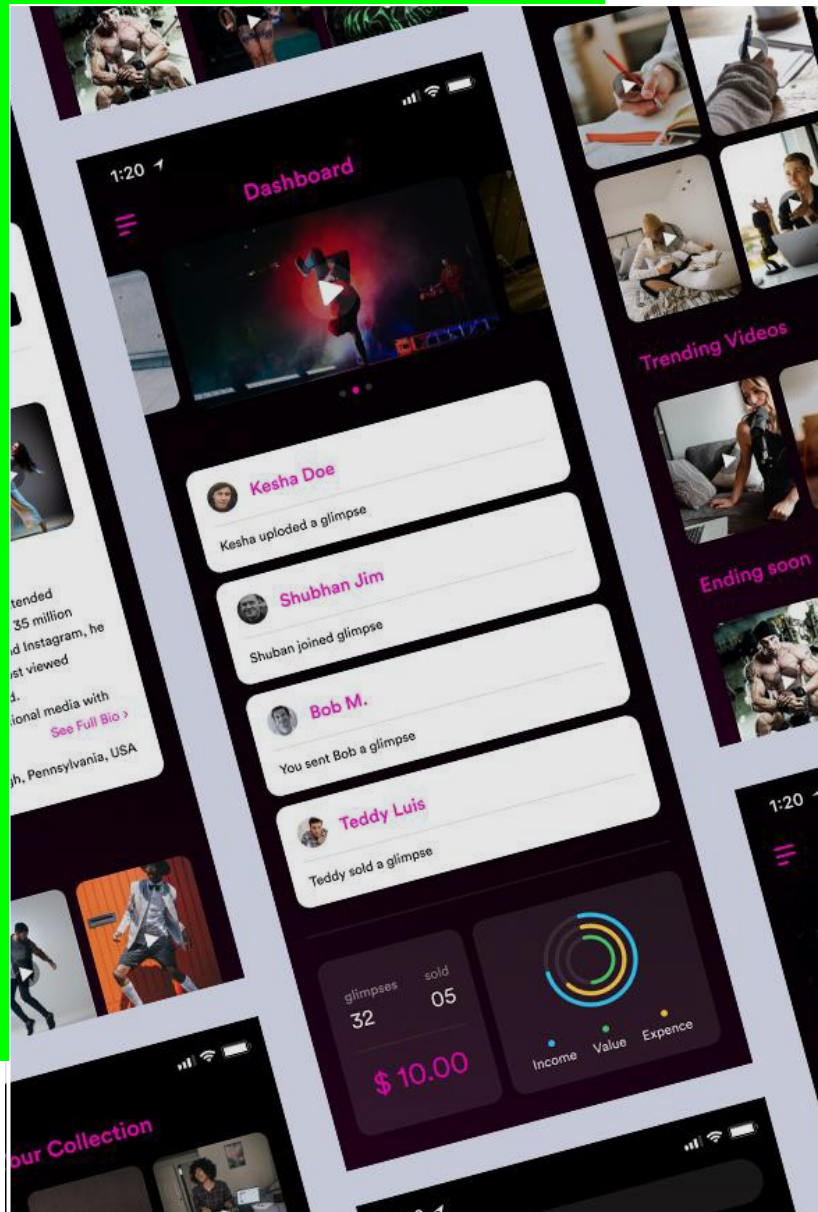 1:20
Dashboard
Kesha Doe
Kesha uploded a glimpse
Shubhan Jim
Shuban joined glimpse
Bob M.
You sent Bob a glimpse
Teddy Luis
Teddy sold a glimpse
glimpses
sold
32
05
$ 10.00
Income
Value
Expence
tended
35 million
d Instagram, he
st viewed
d.
ional media with
See Full Bio >
gh, Pennsylvania, USA
our Collection
Trending Videos
Ending soon
1:20